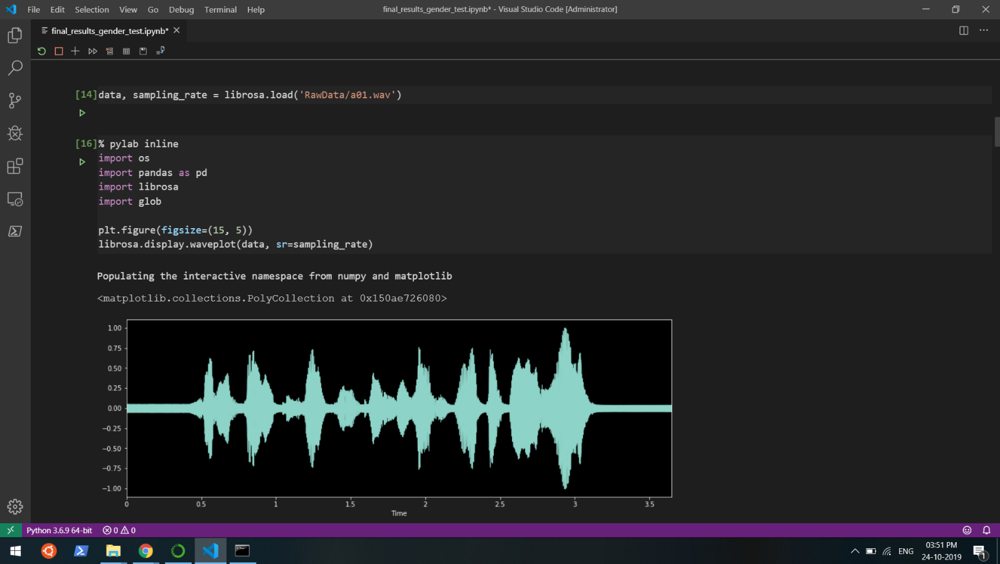 File Edit Selection View Go Debug Terminal Help
final_results_gender_test.ipynb* - Visual Studio Code [Administrator]
final_results_gender_test.ipynb*
[14] data, sampling_rate = librosa.load('RawData/a01.wav')
[16] % pylab inline
import os
import pandas as pd
import librosa
import glob
plt.figure(figsize=(15, 5))
librosa.display.waveplot(data, sr=sampling_rate)
Populating the interactive namespace from numpy and matplotlib
<matplotlib.collections.PolyCollection at 0x150ae726080>
1.00
0.75
0.50
0.25
0.00
−0.25
−0.50
−0.75
−1.00
0 0.5 1 1.5 2 2.5 3 3.5
Time
Python 3.6.9 64-bit 0 0
ENG
03:51 PM
24-10-2019
1